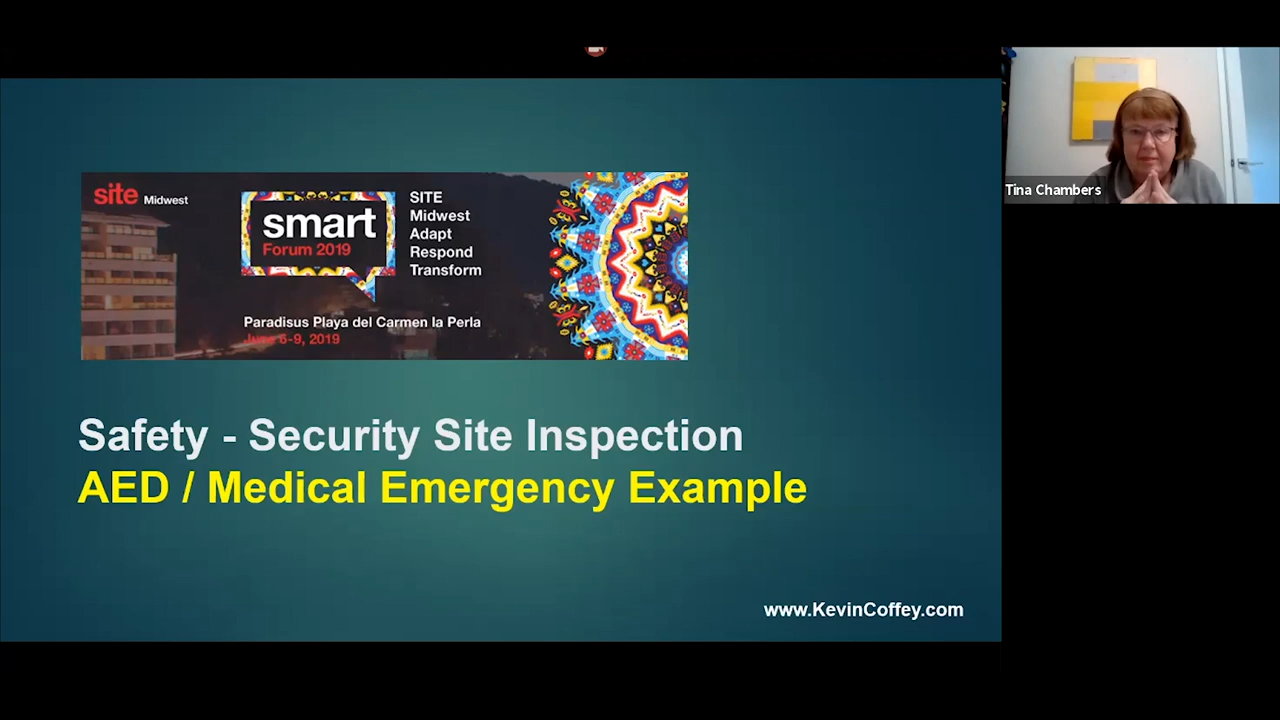 site Midwest
smart
Forum 2019
SITE
Midwest
Adapt
Respond
Transform
Paradisus Playa del Carmen la Perla
June 6-9, 2019
Safety - Security Site Inspection
AED / Medical Emergency Example
www.KevinCoffey.com
Tina Chambers